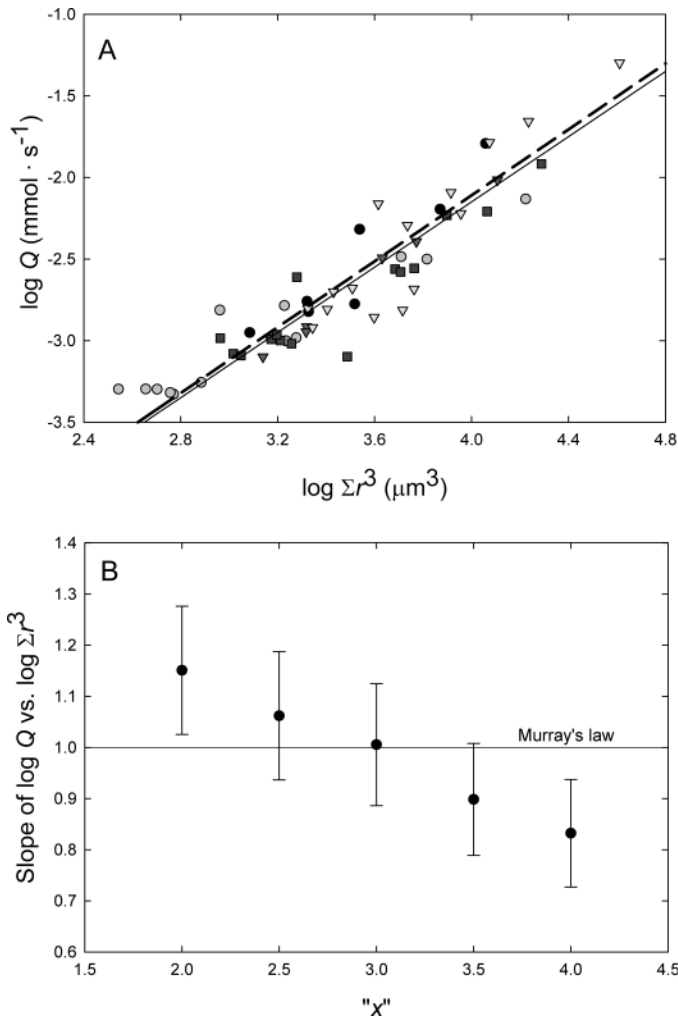 A
-1.0
-1.5
-2.0
-2.5
-3.0
-3.5
log Q (mmol · s⁻¹)
2.4 2.8 3.2 3.6 4.0 4.4 4.8
log Σr³ (μm³)
B
1.4
1.3
1.2
1.1
1.0
0.9
0.8
0.7
0.6
Slope of log Q vs. log Σr³
Murray's law
1.5 2.0 2.5 3.0 3.5 4.0 4.5
"x"